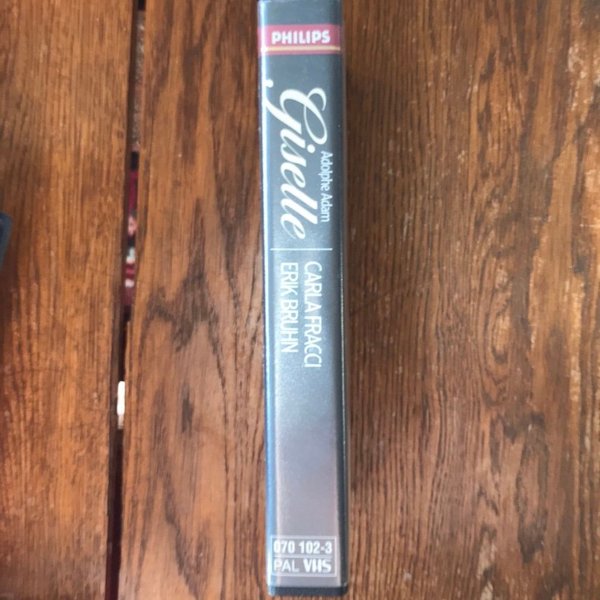 PHILIPS
Adolphe Adam
Giselle
CARLA FRACCI
ERIK BRUHN
070 102-3
PAL VHS